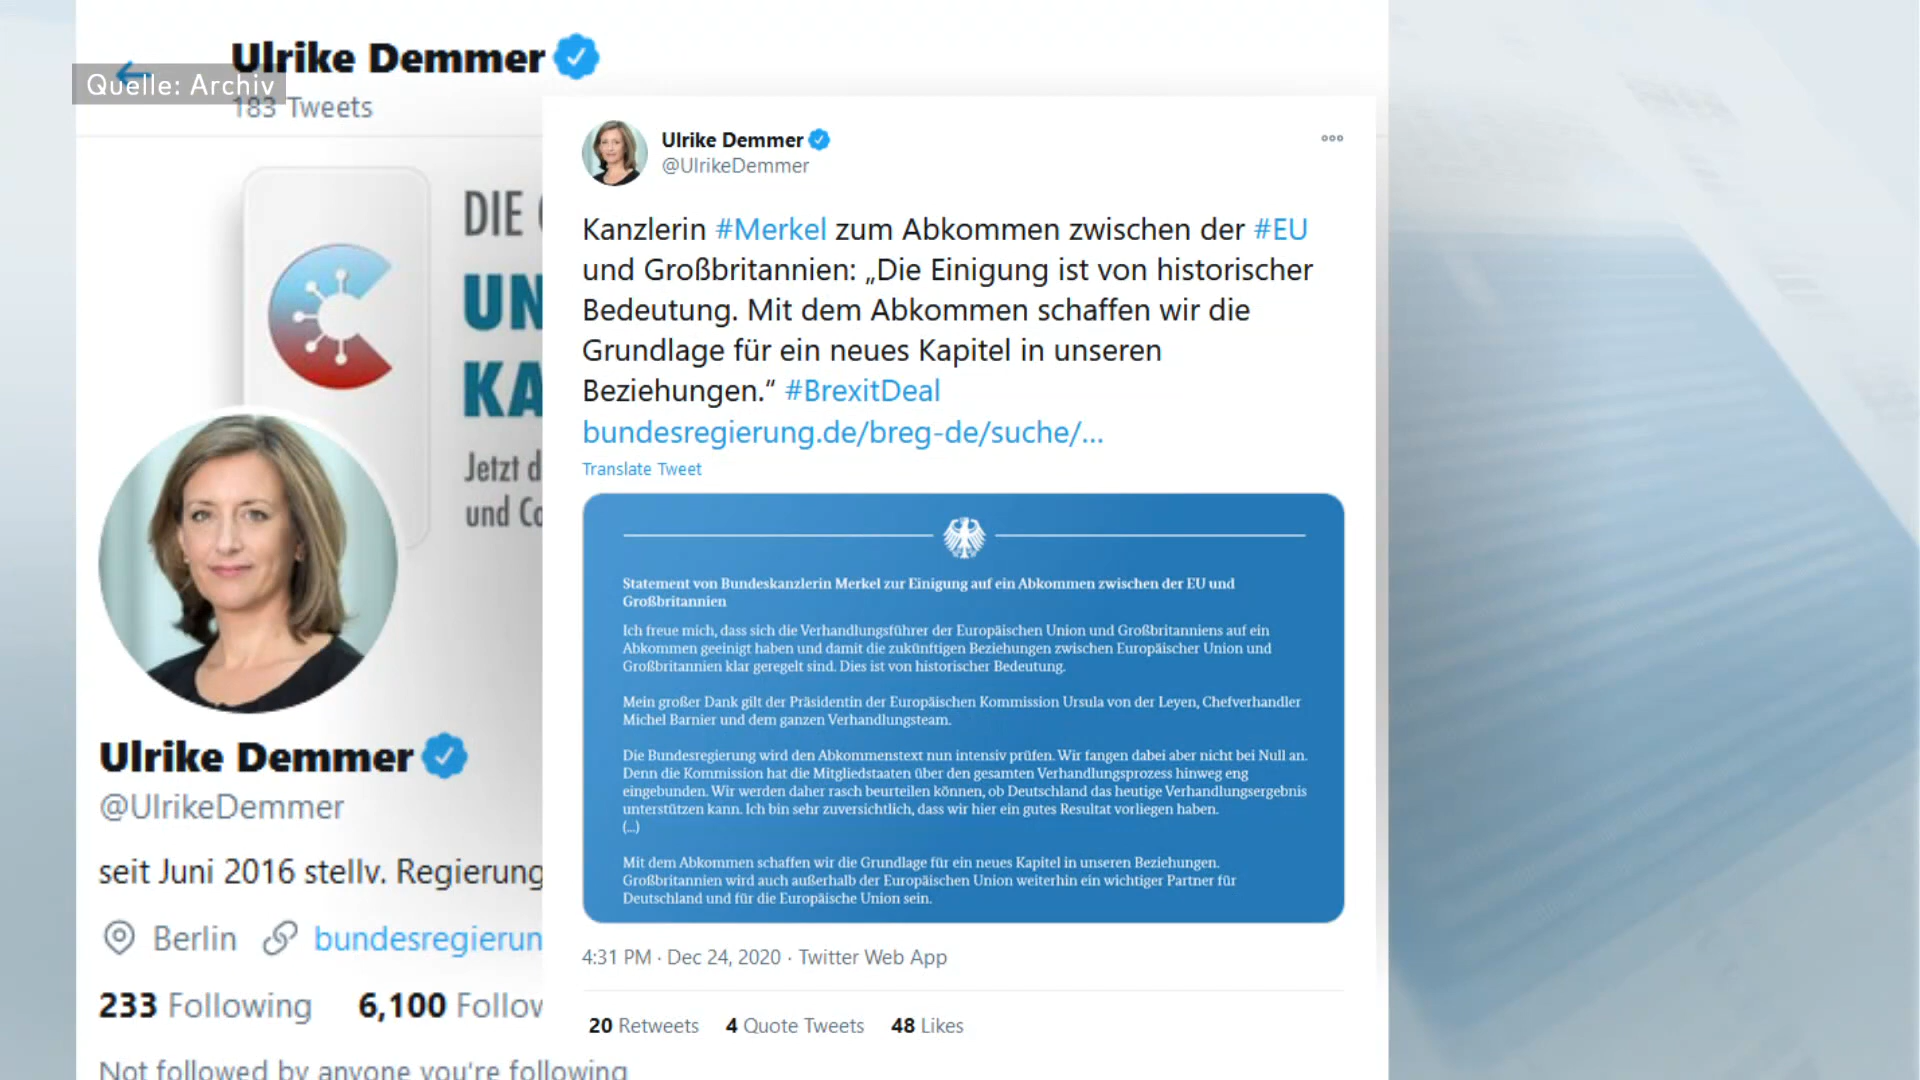 Ulrike Demmer
Quelle: Archiv
183 Tweets
DIE
UN
KA
Jetzt d
und Co
Ulrike Demmer
@UlrikeDemmer
seit Juni 2016 stellv. Regierung
Berlin bundesregierun
233 Following 6,100 Follow
Not followed by anyone you're following
Ulrike Demmer
@UlrikeDemmer
Kanzlerin #Merkel zum Abkommen zwischen der #EU
und Großbritannien: „Die Einigung ist von historischer
Bedeutung. Mit dem Abkommen schaffen wir die
Grundlage für ein neues Kapitel in unseren
Beziehungen.“ #BrexitDeal
bundesregierung.de/breg-de/suche/...
Translate Tweet
Statement von Bundeskanzlerin Merkel zur Einigung auf ein Abkommen zwischen der EU und
Großbritannien
Ich freue mich, dass sich die Verhandlungsführer der Europäischen Union und Großbritanniens auf ein
Abkommen geeinigt haben und damit die zukünftigen Beziehungen zwischen Europäischer Union und
Großbritannien klar geregelt sind. Dies ist von historischer Bedeutung.
Mein großer Dank gilt der Präsidentin der Europäischen Kommission Ursula von der Leyen, Chefverhandler
Michel Barnier und dem ganzen Verhandlungsteam.
Die Bundesregierung wird den Abkommenstext nun intensiv prüfen. Wir fangen dabei aber nicht bei Null an.
Denn die Kommission hat die Mitgliedstaaten über den gesamten Verhandlungsprozess hinweg eng
eingebunden. Wir werden daher rasch beurteilen können, ob Deutschland das heutige Verhandlungsergebnis
unterstützen kann. Ich bin sehr zuversichtlich, dass wir hier ein gutes Resultat vorliegen haben.
(...)
Mit dem Abkommen schaffen wir die Grundlage für ein neues Kapitel in unseren Beziehungen.
Großbritannien wird auch außerhalb der Europäischen Union weiterhin ein wichtiger Partner für
Deutschland und für die Europäische Union sein.
4:31 PM · Dec 24, 2020 · Twitter Web App
20 Retweets 4 Quote Tweets 48 Likes